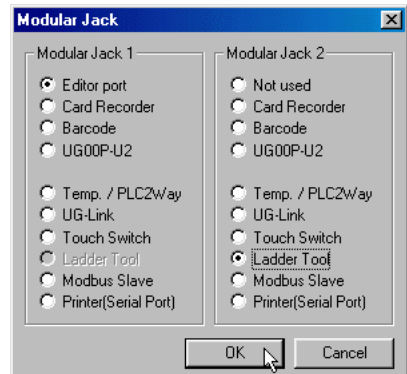 Modular Jack
Modular Jack 1
Editor port
Card Recorder
Barcode
UG00P-U2
Temp. / PLC2Way
UG-Link
Touch Switch
Ladder Tool
Modbus Slave
Printer(Serial Port)
Modular Jack 2
Not used
Card Recorder
Barcode
UG00P-U2
Temp. / PLC2Way
UG-Link
Touch Switch
Ladder Tool
Modbus Slave
Printer(Serial Port)
OK
Cancel